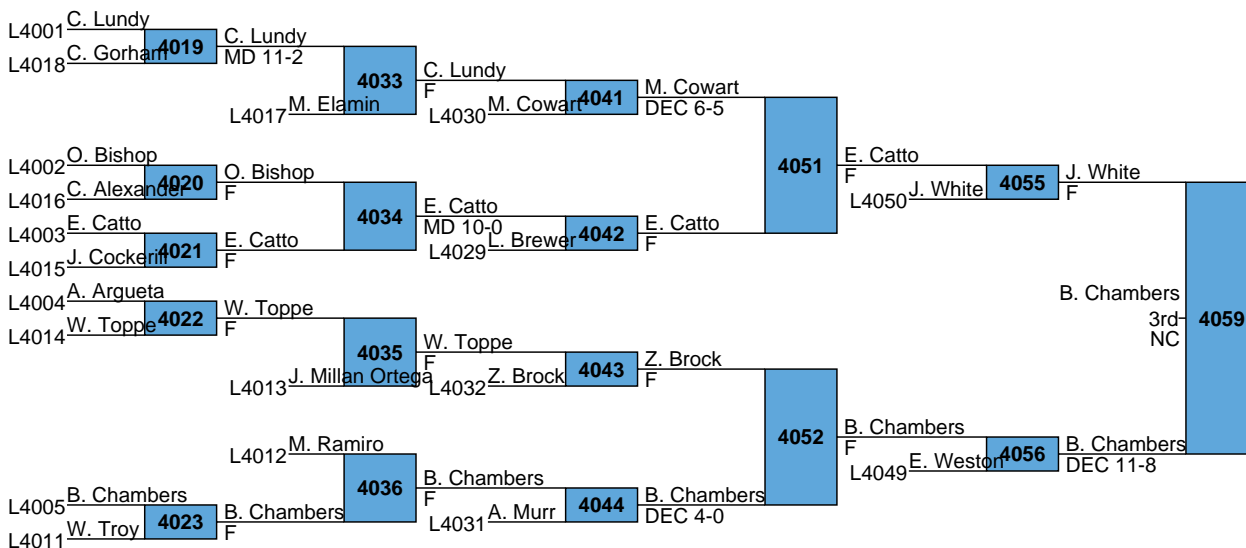 L4001 C. Lundy
L4018 C. Gorham
4019
C. Lundy
MD 11-2
L4017 M. Elamin
4033
C. Lundy
F
L4030 M. Cowart
4041
M. Cowart
DEC 6-5
L4002 O. Bishop
L4016 C. Alexander
4020
O. Bishop
F
L4003 E. Catto
L4015 J. Cockerill
4021
E. Catto
F
4034
E. Catto
MD 10-0
L4029 L. Brewer
4042
E. Catto
F
4051
E. Catto
F
L4050 J. White
4055
J. White
F
L4004 A. Argueta
L4014 W. Toppe
4022
W. Toppe
F
L4013 J. Millan Ortega
4035
W. Toppe
F
L4032 Z. Brock
4043
Z. Brock
F
L4012 M. Ramiro
L4005 B. Chambers
L4011 W. Troy
4023
B. Chambers
F
4036
B. Chambers
F
L4031 A. Murr
4044
B. Chambers
DEC 4-0
4052
B. Chambers
F
L4049 E. Weston
4056
B. Chambers
DEC 11-8
4059
B. Chambers
3rd
NC